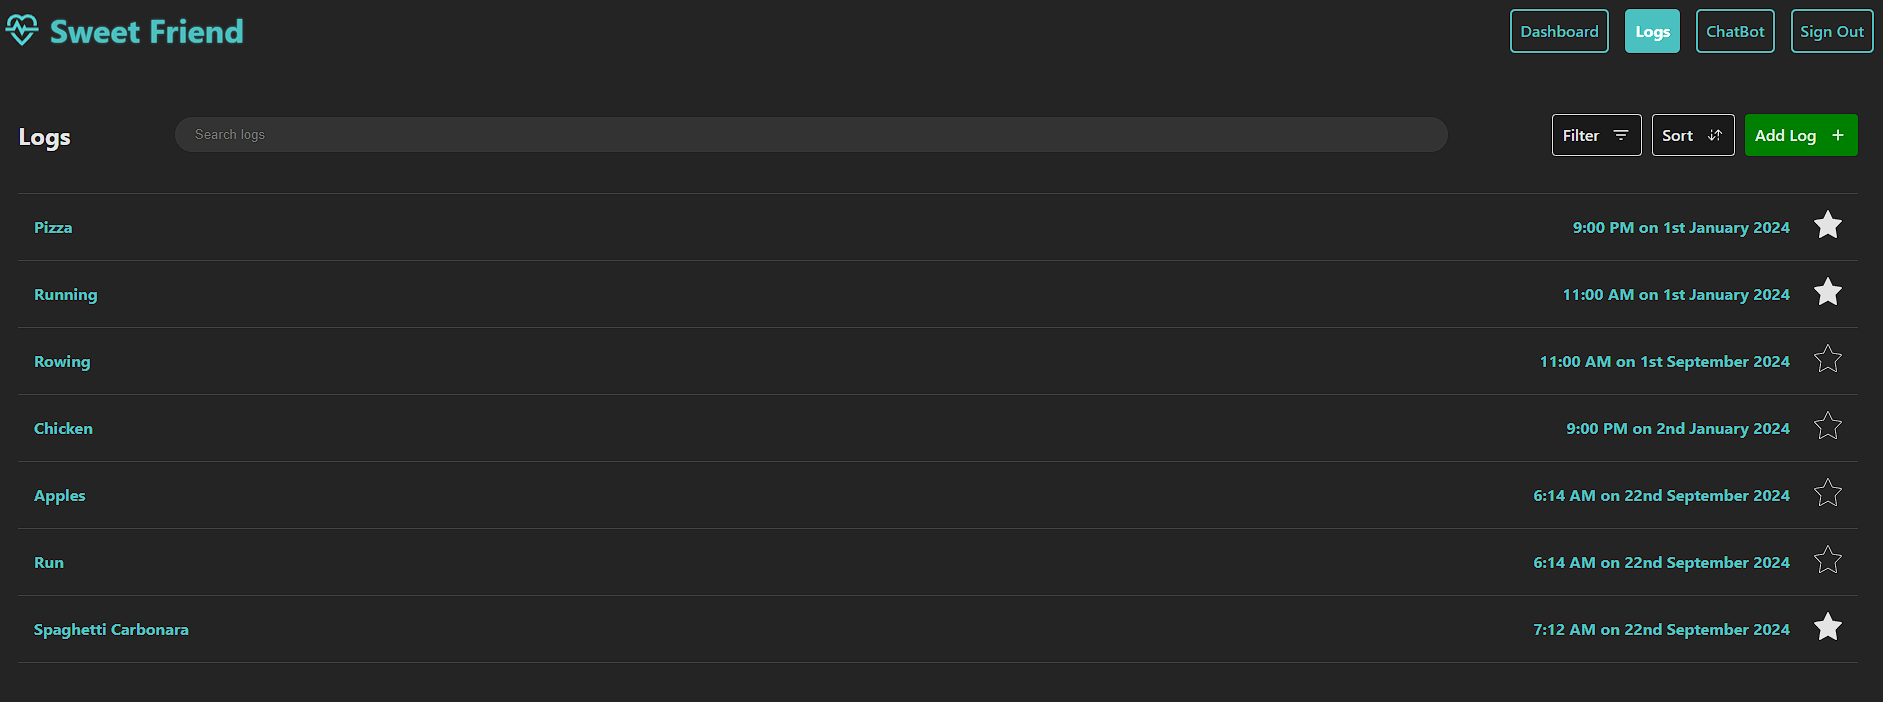 Sweet Friend Dashboard Logs ChatBot Sign Out
Logs Search logs Filter Sort Add Log +
Pizza 9:00 PM on 1st January 2024
Running 11:00 AM on 1st January 2024
Rowing 11:00 AM on 1st September 2024
Chicken 9:00 PM on 2nd January 2024
Apples 6:14 AM on 22nd September 2024
Run 6:14 AM on 22nd September 2024
Spaghetti Carbonara 7:12 AM on 22nd September 2024